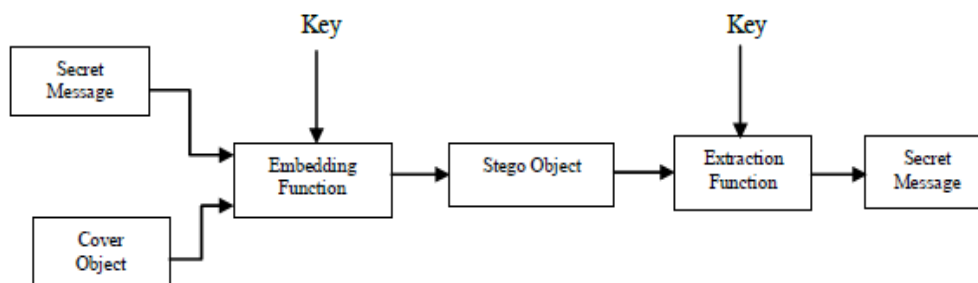 Key
Key
Secret
Message
Embedding
Function
Stego Object
Extraction
Function
Secret
Message
Cover
Object